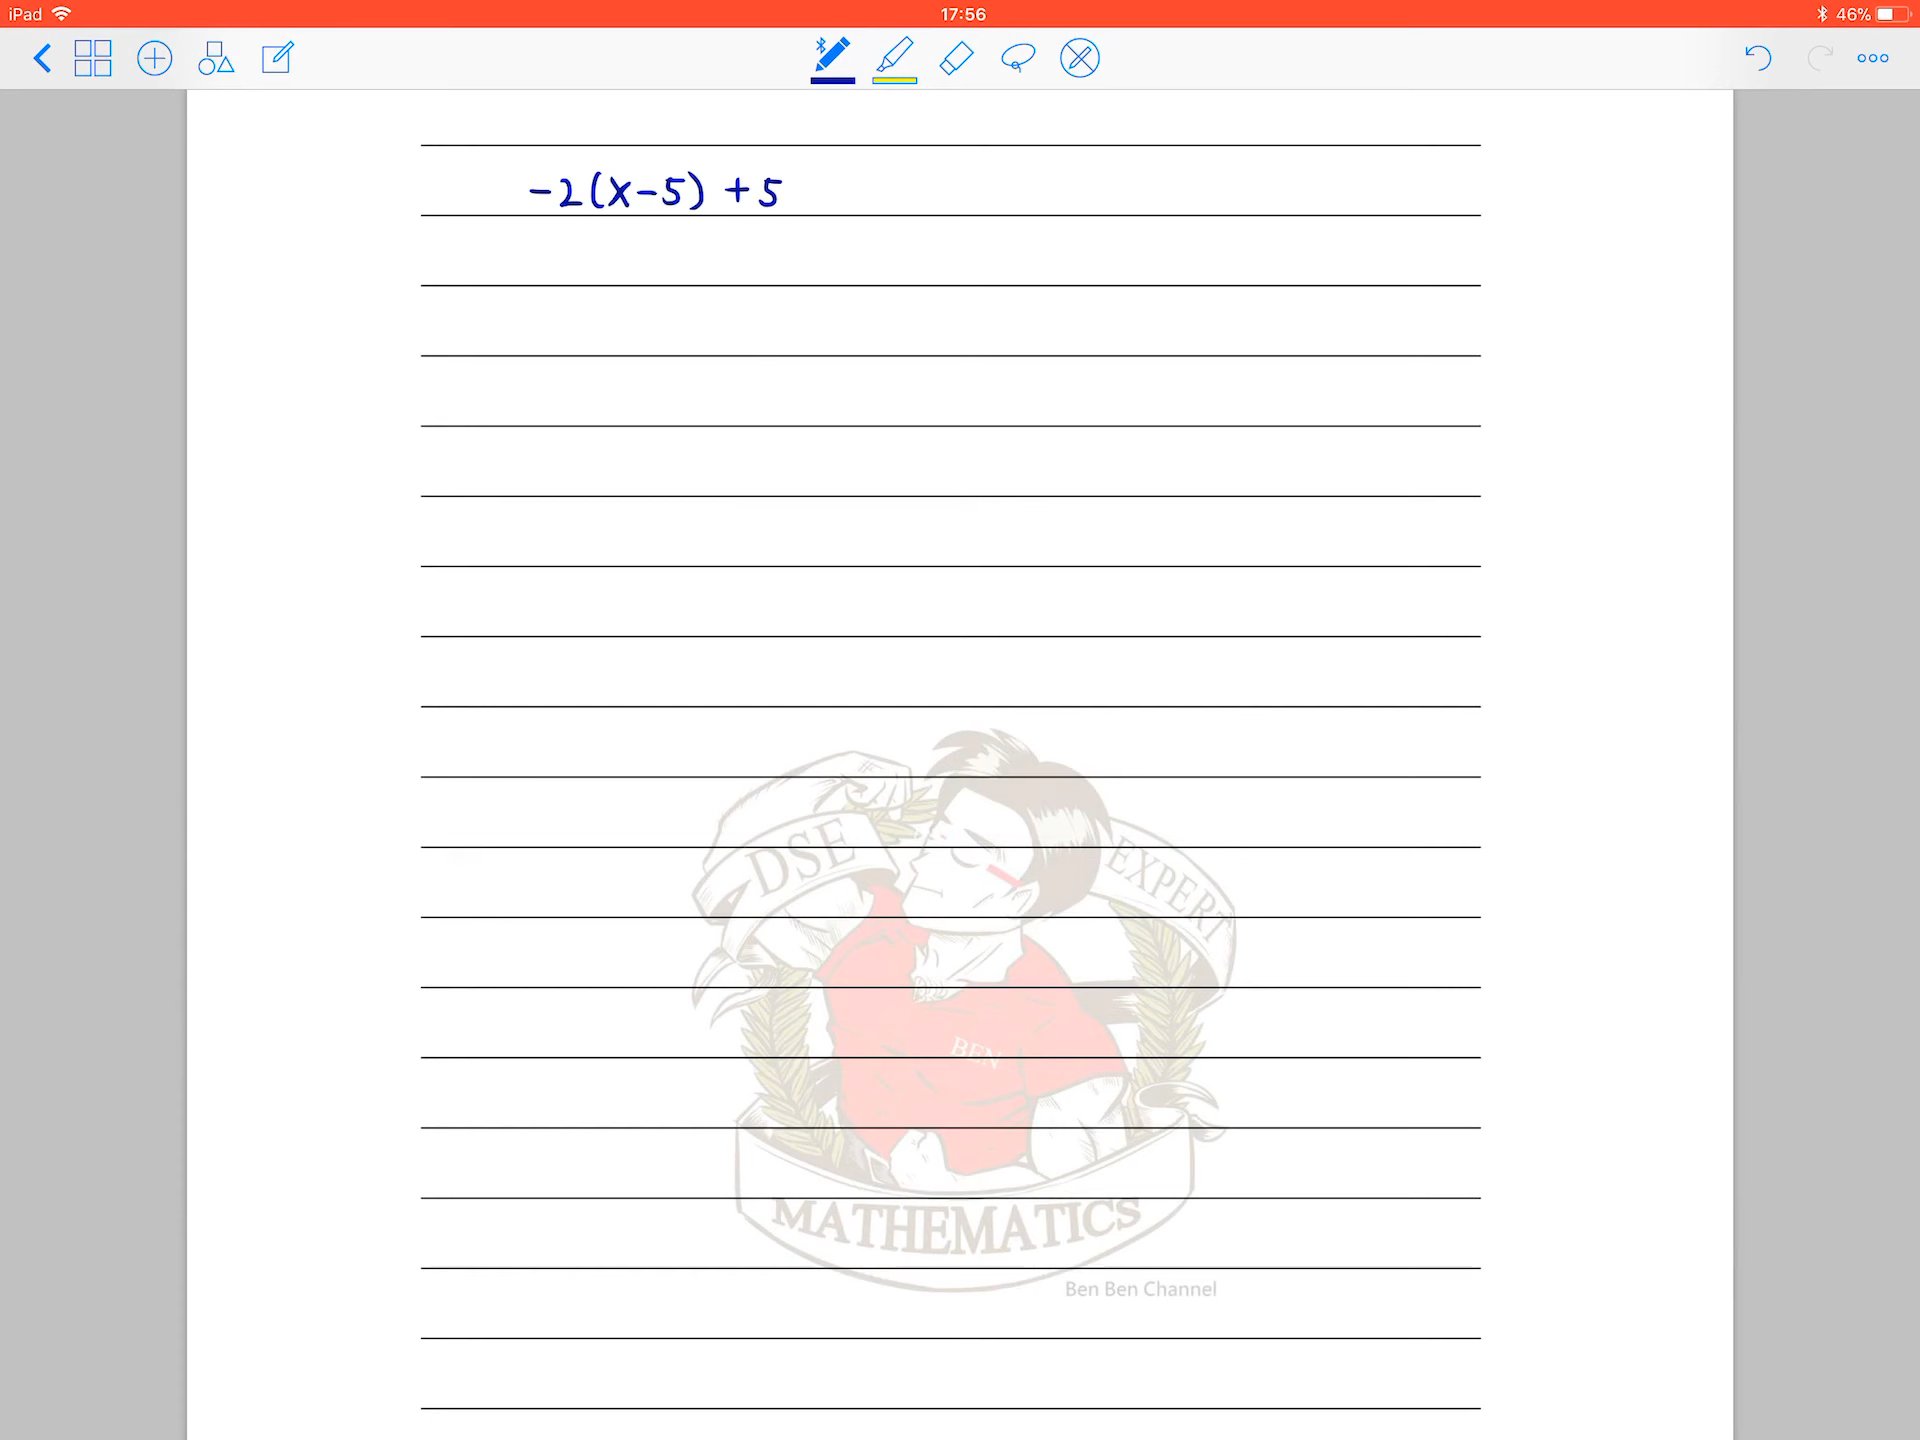 iPad 17:56 46%
-2(x-5) +5
DSE EXPERT
BEN
MATHEMATICS
Ben Ben Channel